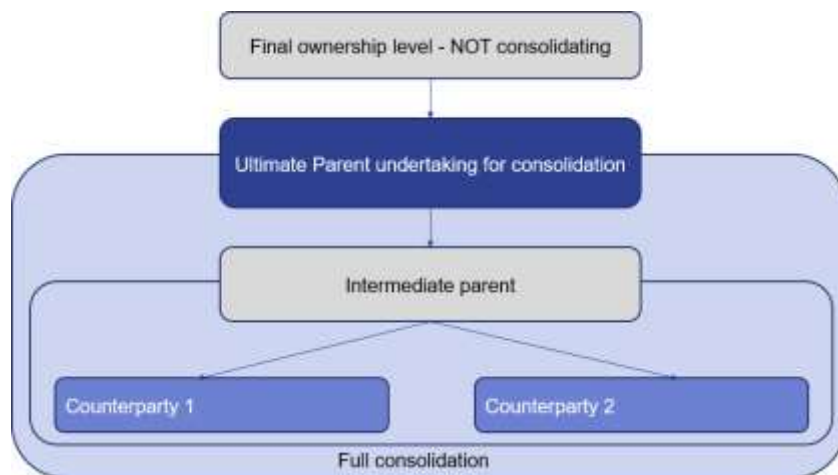 Final ownership level - NOT consolidating
Ultimate Parent undertaking for consolidation
Intermediate parent
Counterparty 1
Counterparty 2
Full consolidation